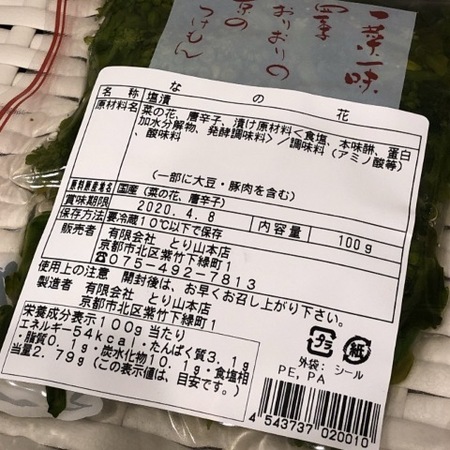 一菜一味
四季
おりおりの
京の
つけもん
なの花
名称 塩漬
原材料名 菜の花、唐辛子、漬け原材料<食塩、本味醂、蛋白
加水分解物、発酵調味料>/調味料(アミノ酸等)
、酸味料
(一部に大豆・豚肉を含む)
原料原産地名 国産(菜の花、唐辛子)
賞味期限 2020.4.8 内容量 100g
保存方法 要冷蔵10℃以下で保存
販売者 有限会社 とり山本店
京都市北区紫竹下緑町1
☎075-492-7813
使用上の注意 開封後は、お早くお召し上がり下さい。
製造者 有限会社 とり山本店
京都市北区紫竹下緑町1
栄養成分表示100g当たり
エネルギー54kcal・たんぱく質3.1g
・脂質0.1g・炭水化物10.1g・食塩相
当量2.79g(この表示値は、目安です。)
プラ 紙
外袋: シール
PE,PA
4543737020010